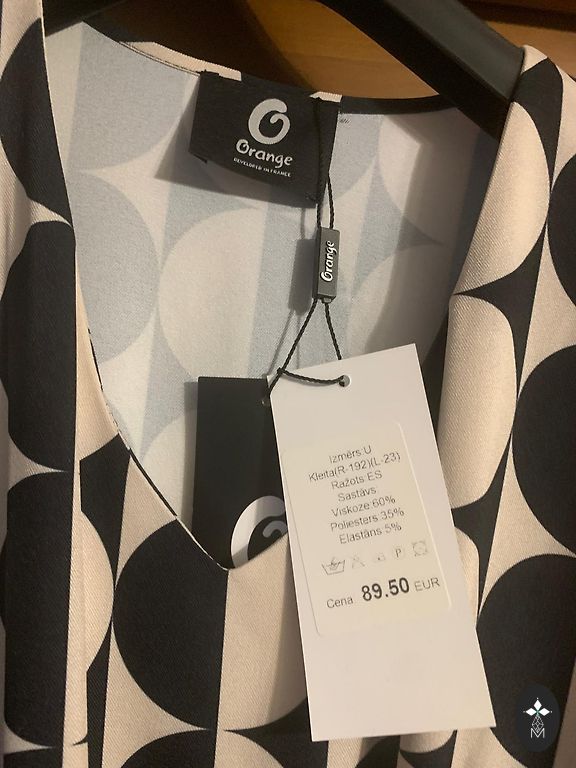 Orange
DEVELOPED IN FRANCE
Orange
Izmērs:U
Kleita(R-192)(L-23)
Ražots:ES
Sastāvs:
Viskoze:60%
Poliesters:35%
Elastāns:5%
P
Cena: 89.50 EUR
M